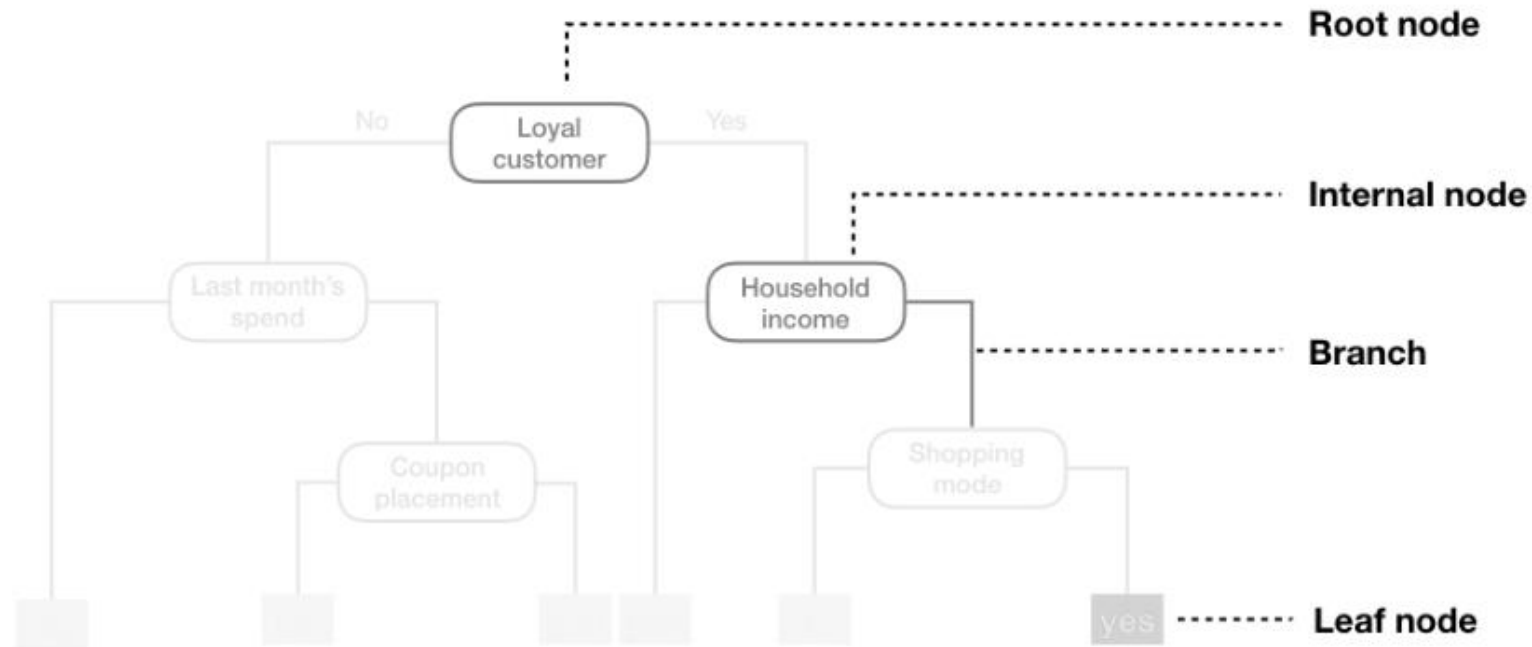 Root node
No
Loyal
customer
Yes
Internal node
Last month's
spend
Household
income
Branch
Coupon
placement
Shopping
mode
yes
Leaf node